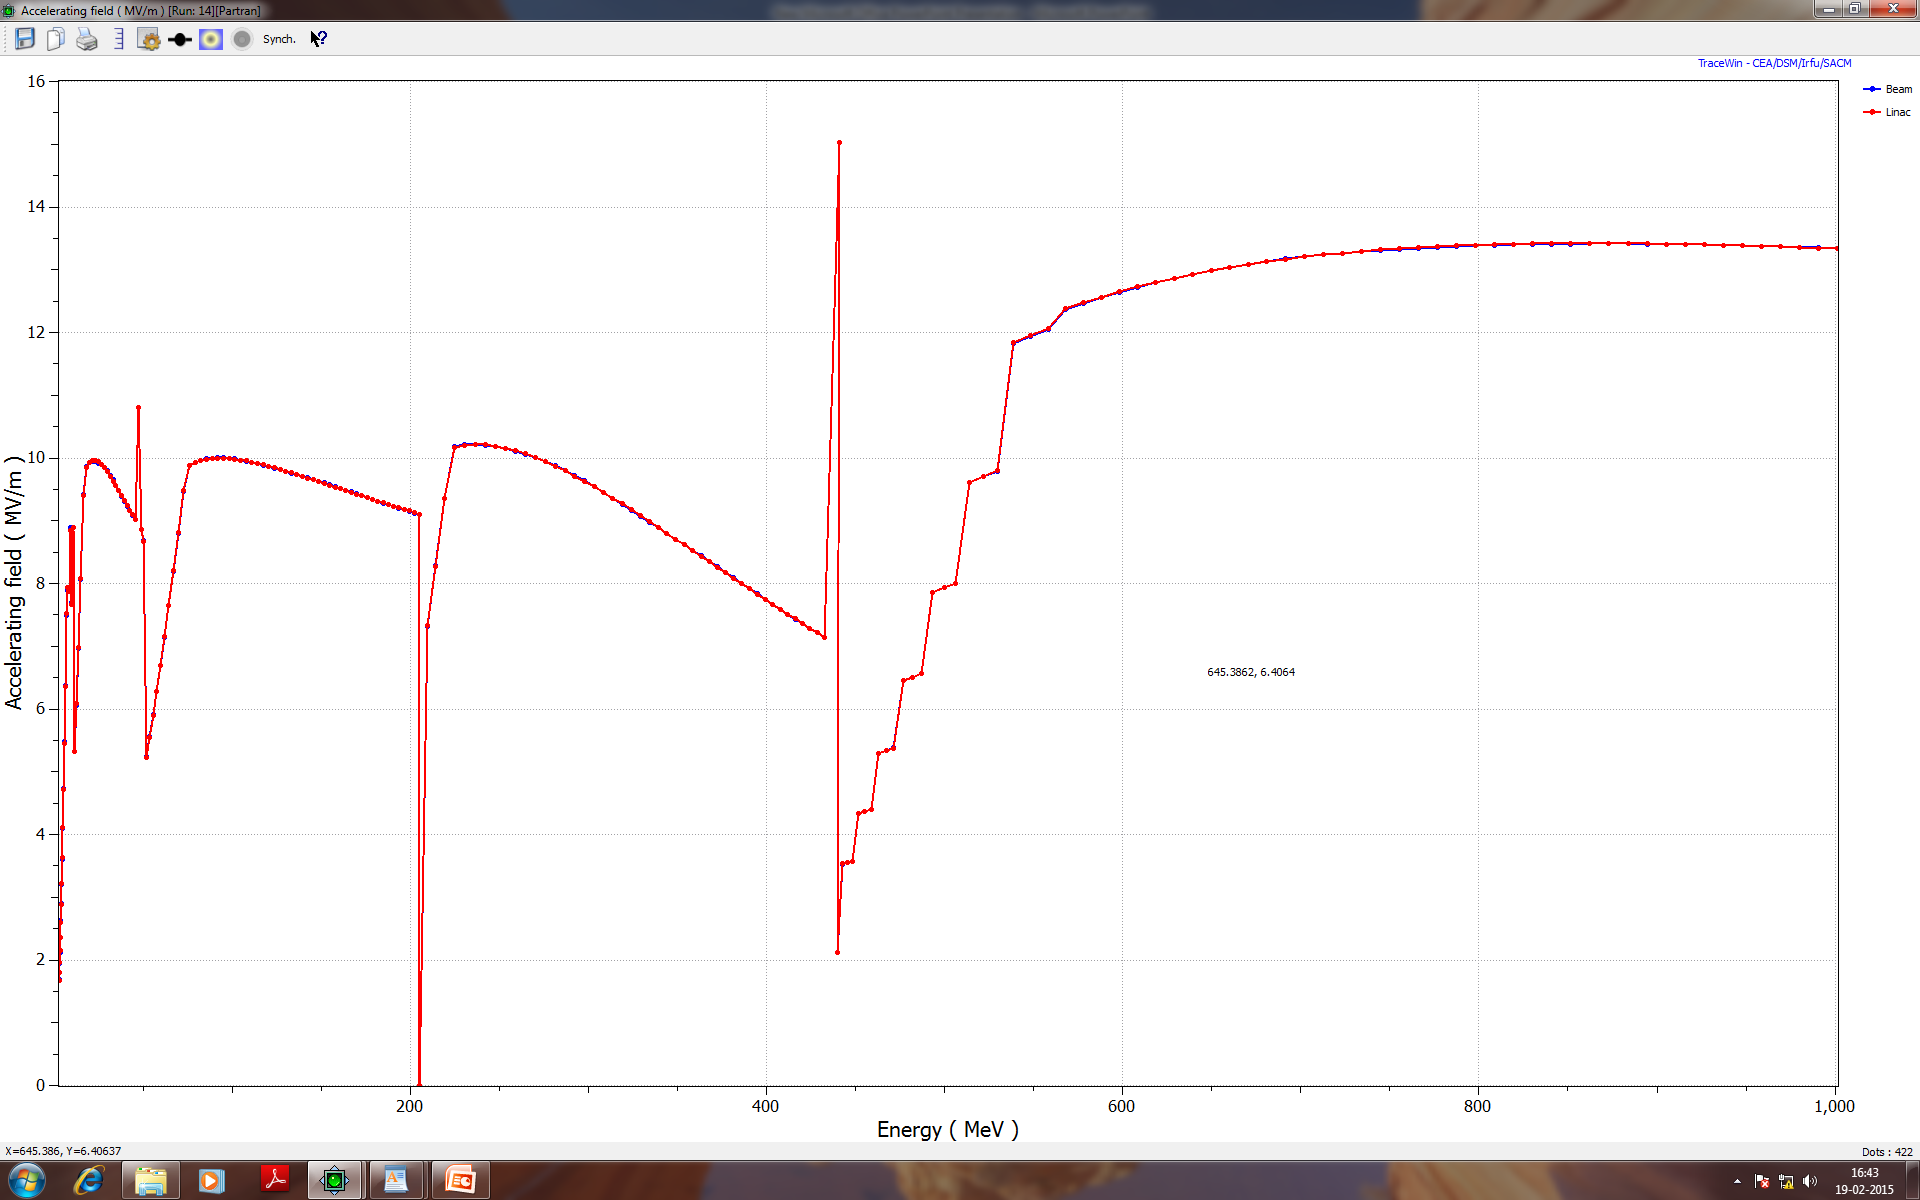 Accelerating field ( MV/m ) [Run: 14][Partran]
Synch.
TraceWin - CEA/DSM/Irfu/SACM
Beam
Linac
16
14
12
10
8
6
4
2
0
Accelerating field ( MV/m )
645.3862, 6.4064
200
400
600
800
1,000
Energy ( MeV )
X=645.386, Y=6.40637
Dots : 422
16:43
19-02-2015